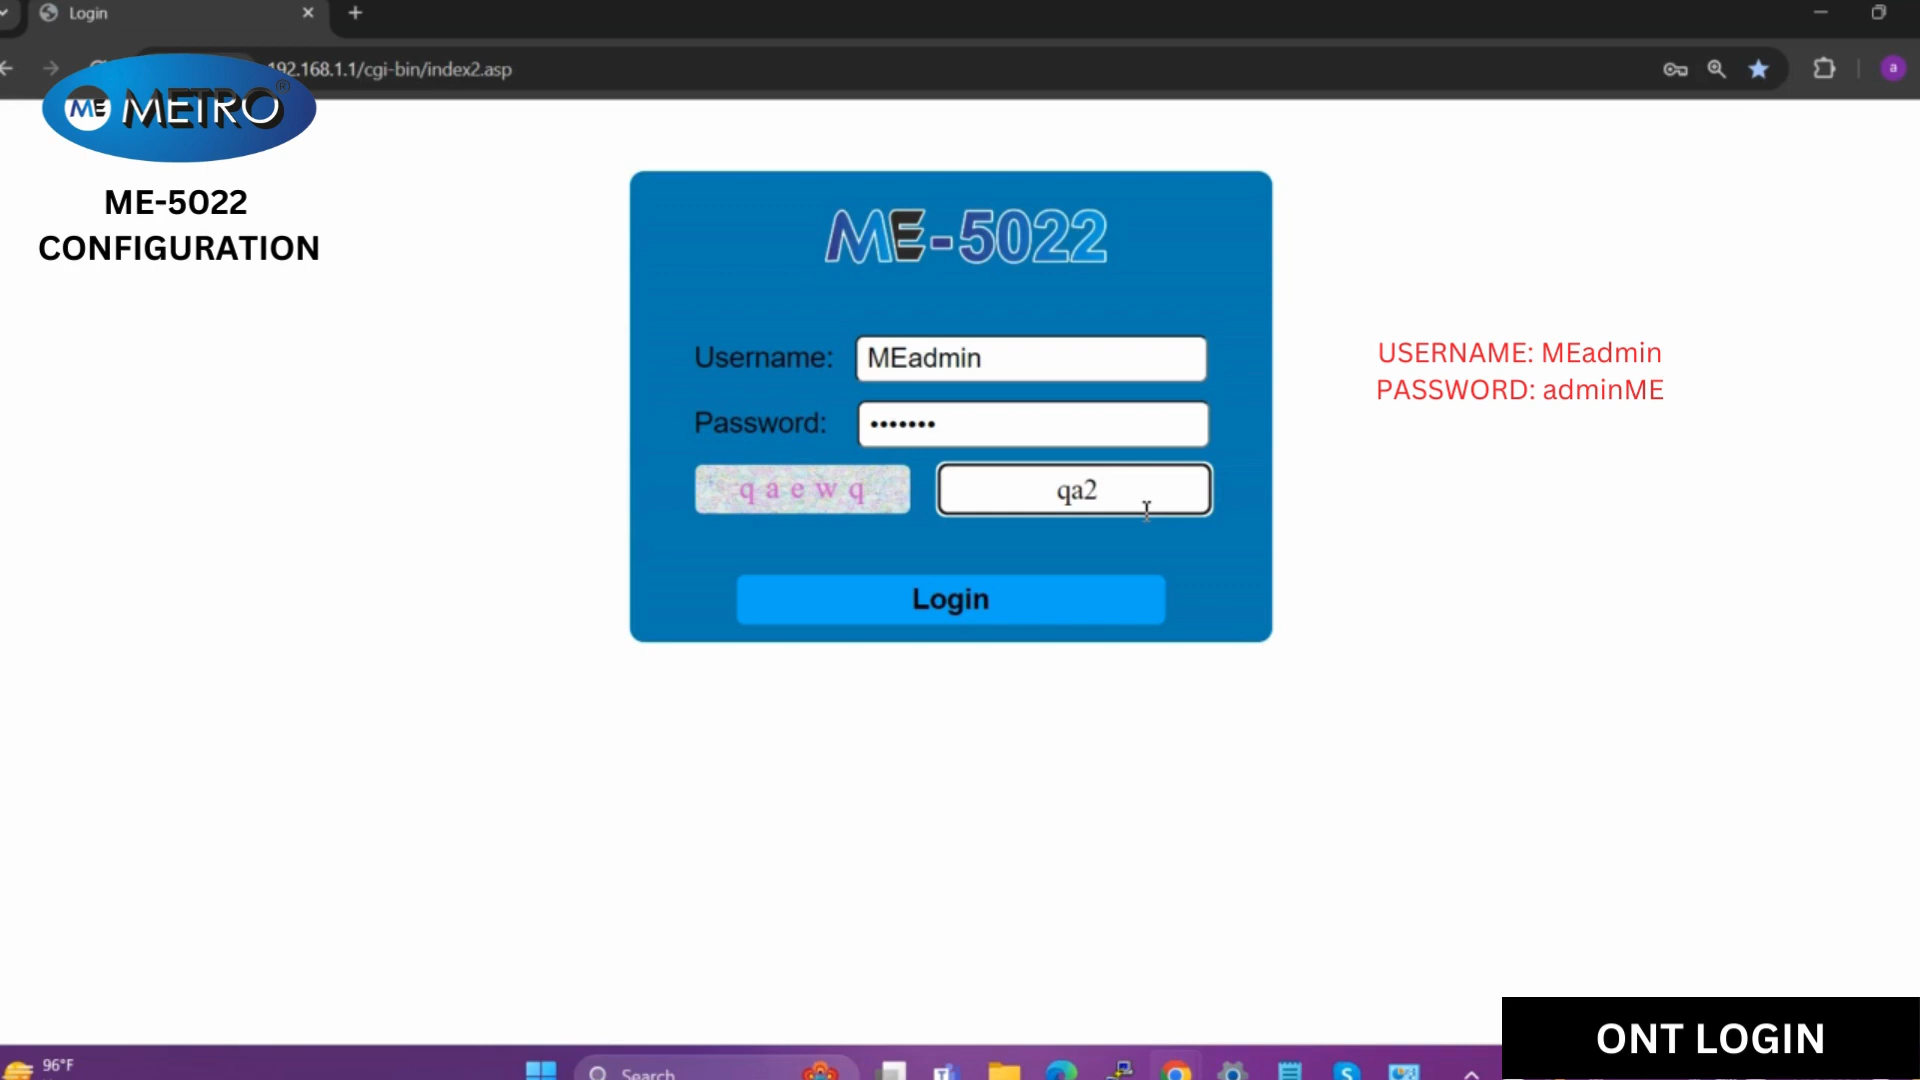 Login
192.168.1.1/cgi-bin/index2.asp
a
ME METRO®
ME-5022
CONFIGURATION
ME-5022
Username: MEadmin
Password: •••••••
q a e w q
qa2
Login
USERNAME: MEadmin
PASSWORD: adminME
ONT LOGIN
96°F
Search